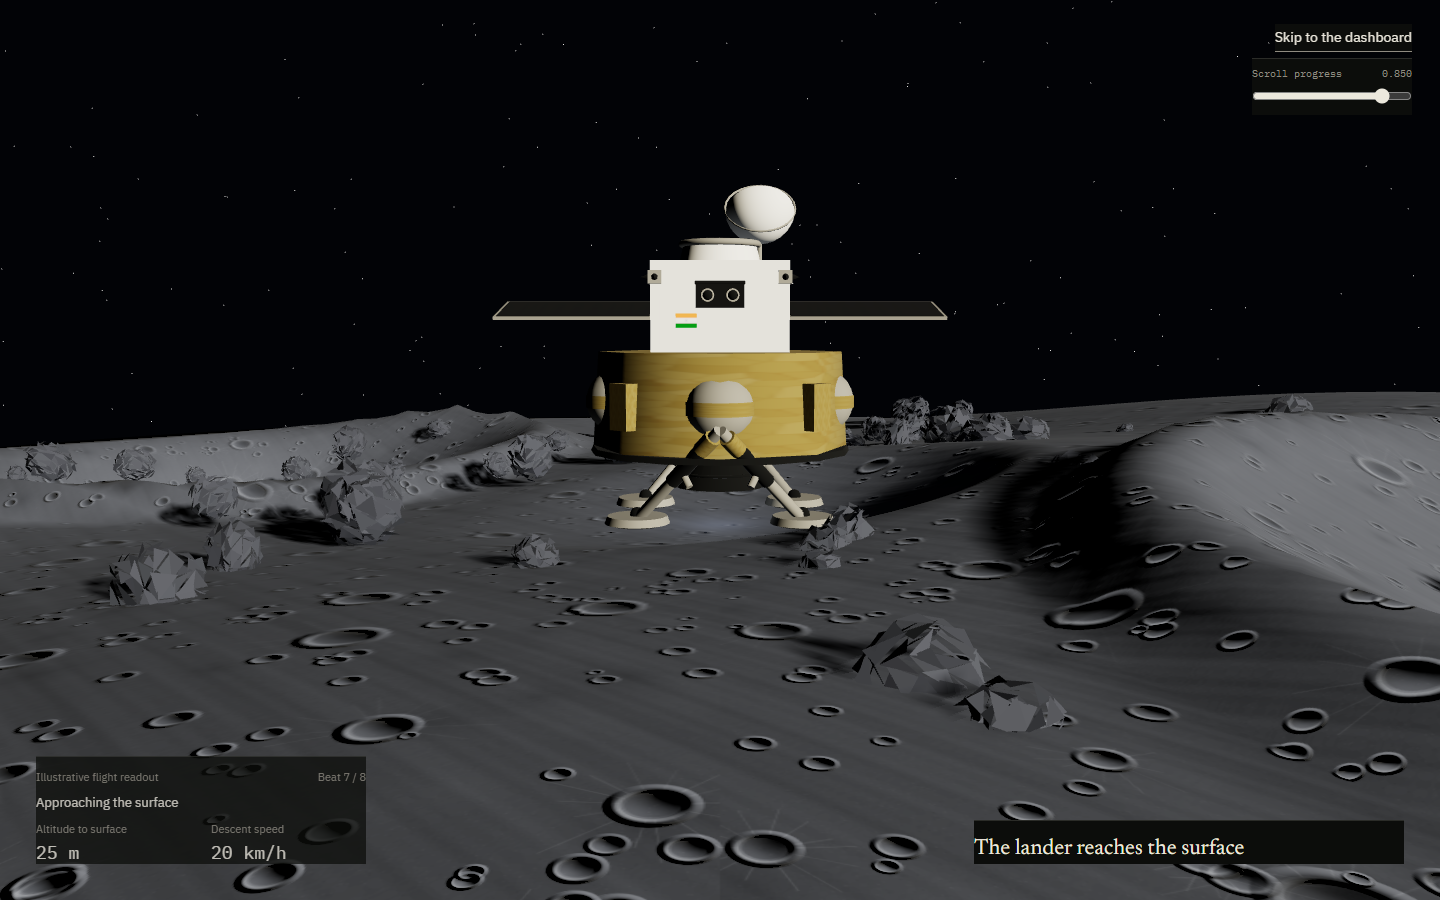 Skip to the dashboard
Scroll progress 0.850
Illustrative flight readout Beat 7 / 8
Approaching the surface
Altitude to surface Descent speed
25 m 20 km/h
The lander reaches the surface